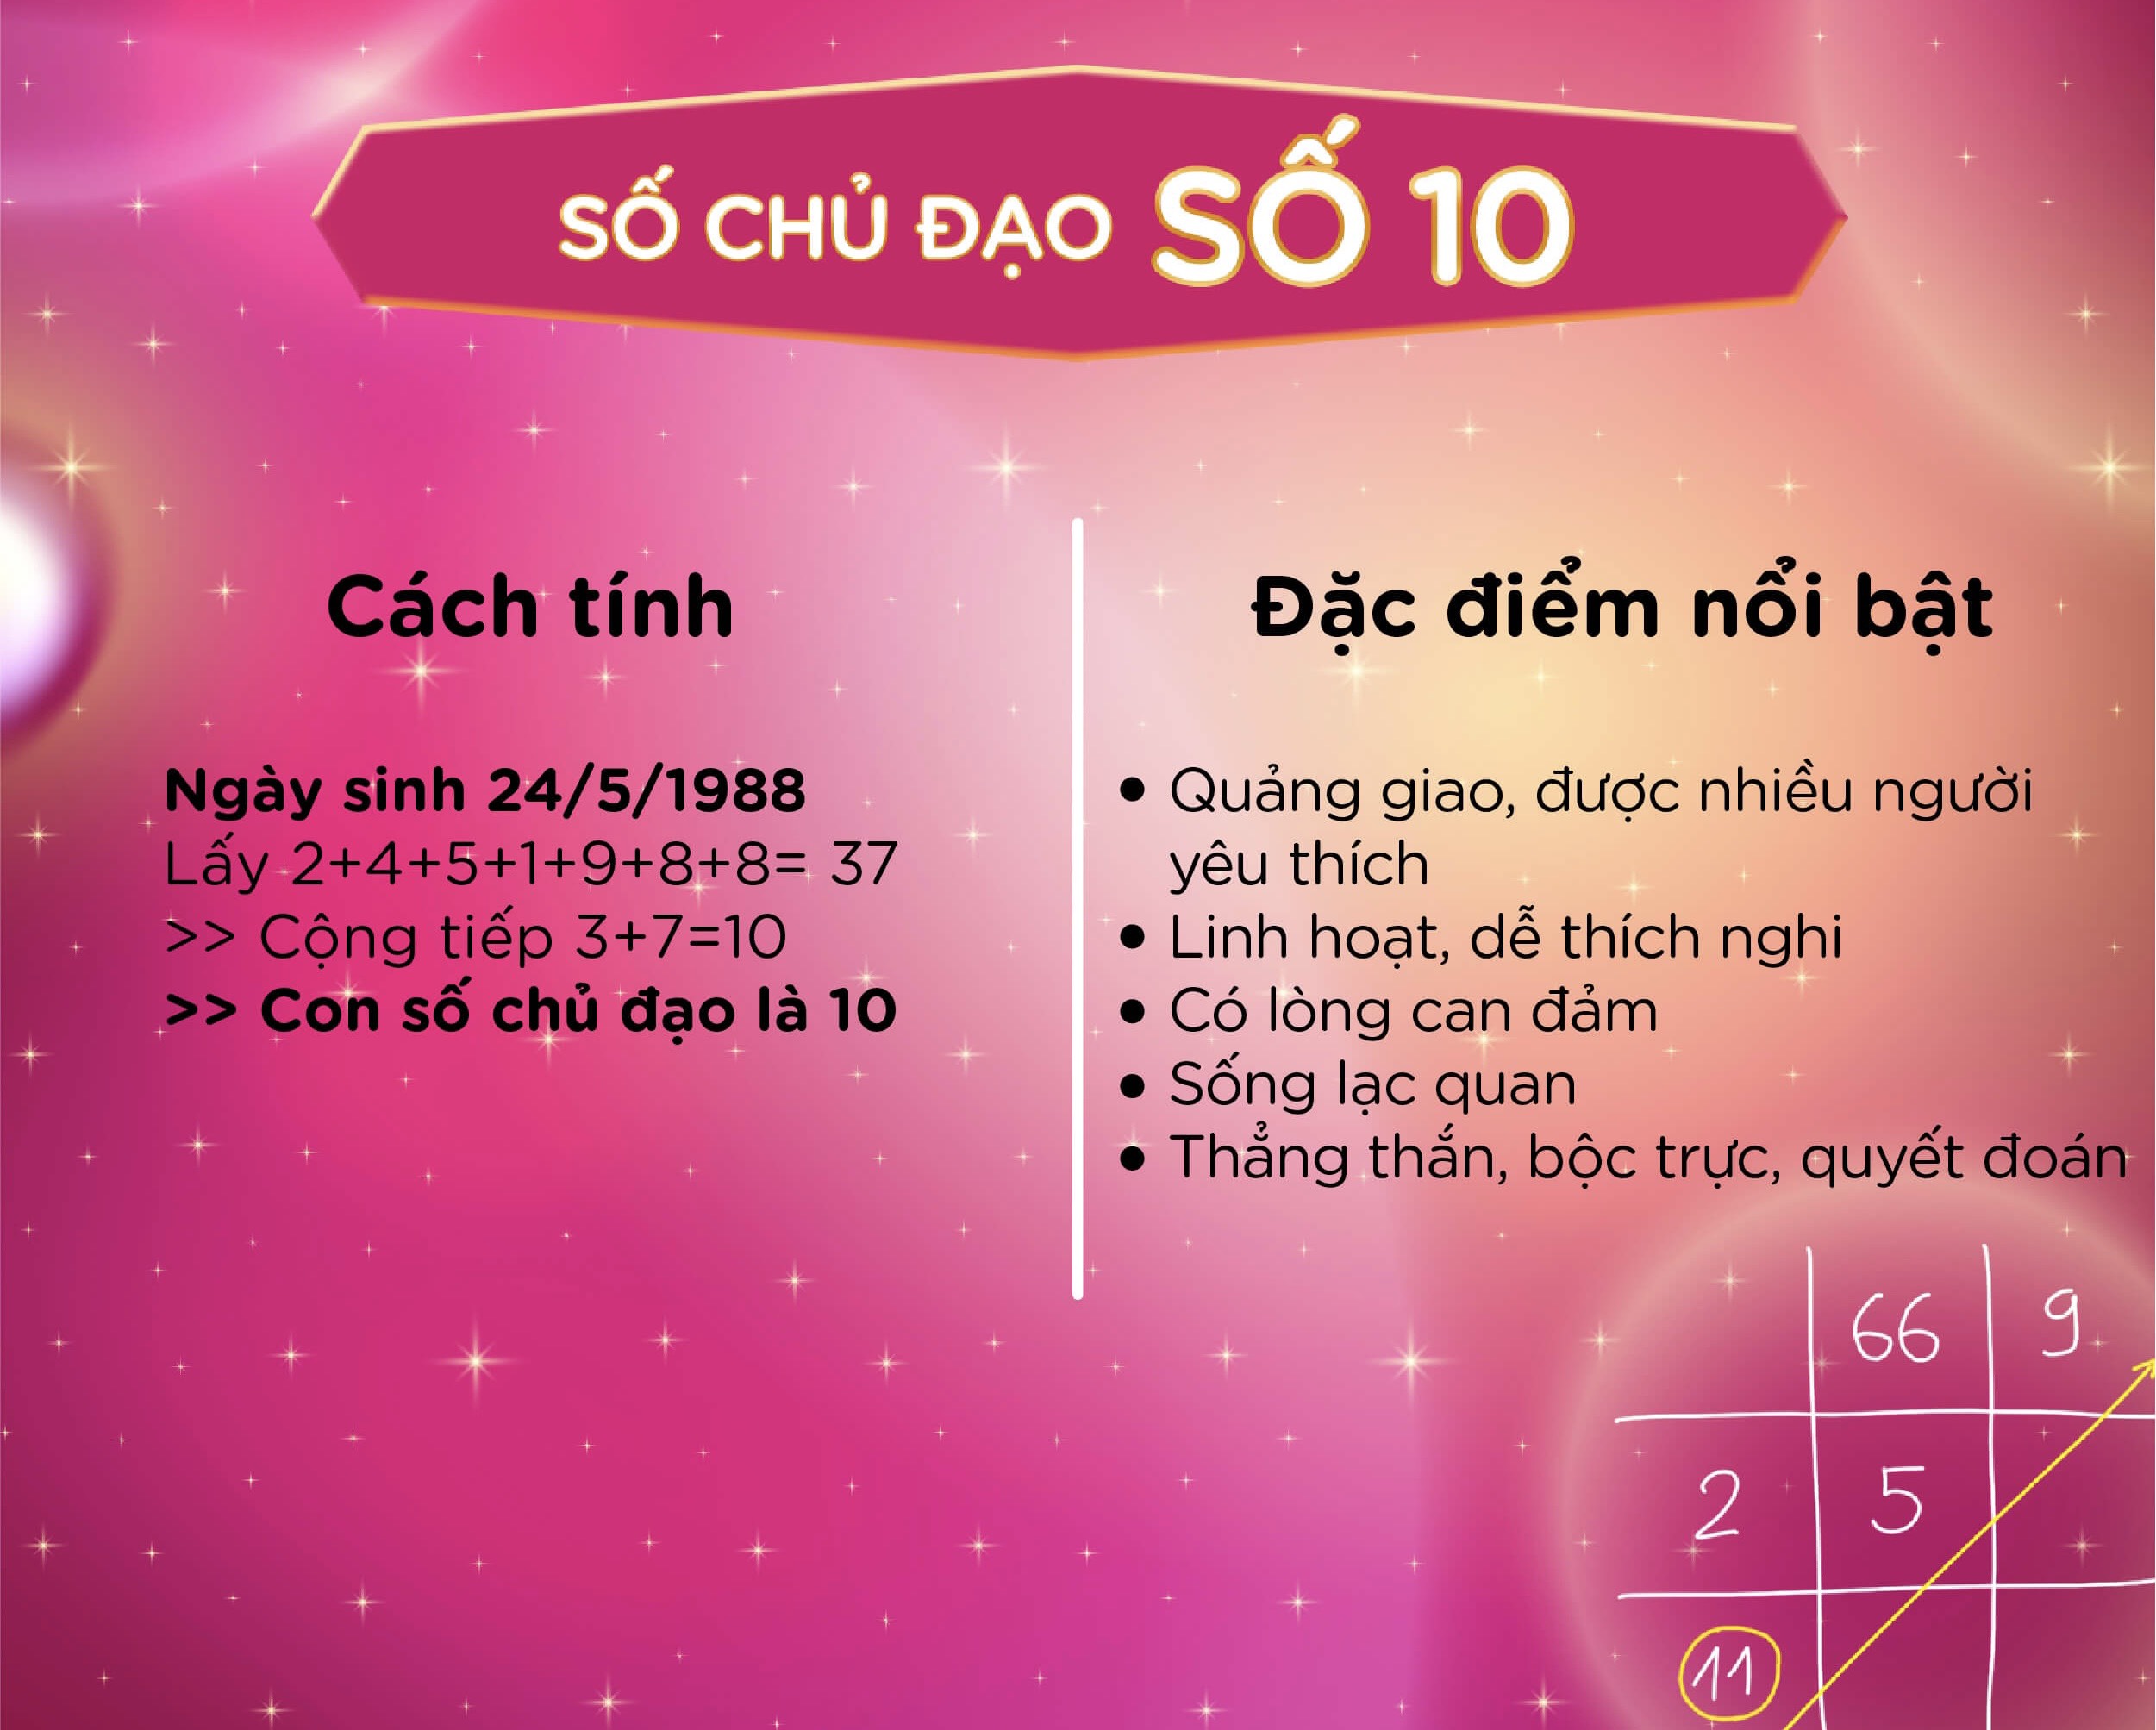 SỐ CHỦ ĐẠO SỐ 10
Cách tính
Ngày sinh 24/5/1988
Lấy 2+4+5+1+9+8+8= 37
>> Cộng tiếp 3+7=10
>> Con số chủ đạo là 10
Đặc điểm nổi bật
• Quảng giao, được nhiều người
yêu thích
• Linh hoạt, dễ thích nghi
• Có lòng can đảm
• Sống lạc quan
• Thẳng thắn, bộc trực, quyết đoán
66 9
2 5
11